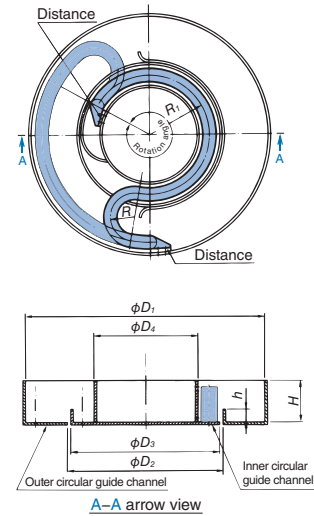 Distance
R1
Rotation angle
A
A
R
Distance
φD1
φD4
h
H
φD3
φD2
Outer circular guide channel
Inner circular
guide channel
A–A arrow view